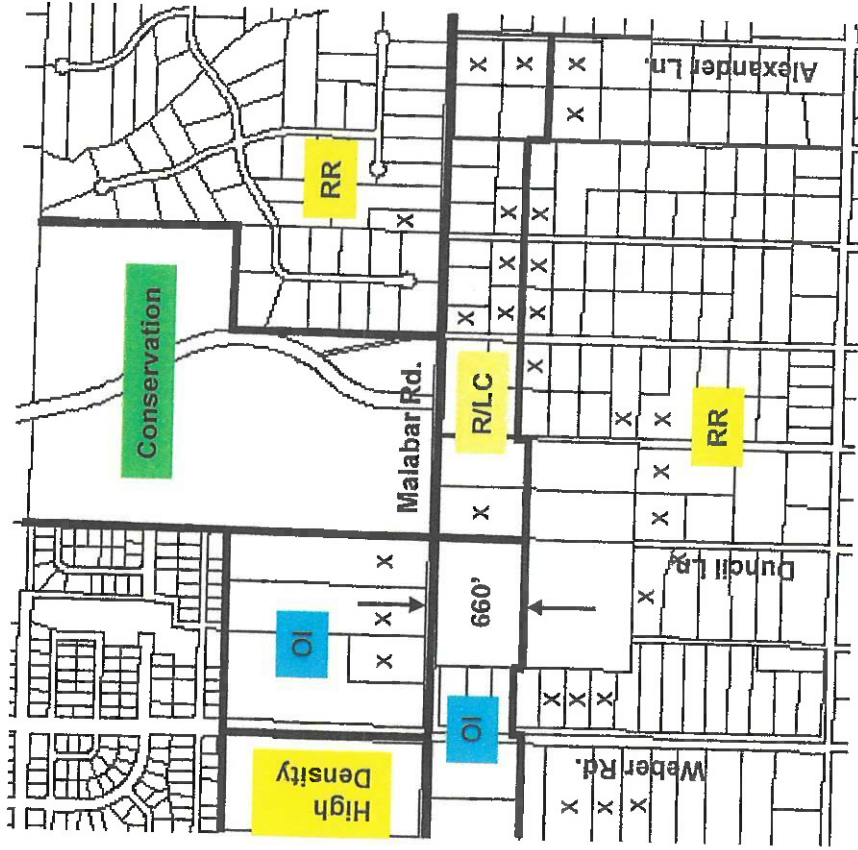 Conservation
RR
Malabar Rd.
R/LC
OI
660'
High
Density
OI
RR
Alexander Ln.
Duncil Ln
Weber Rd.